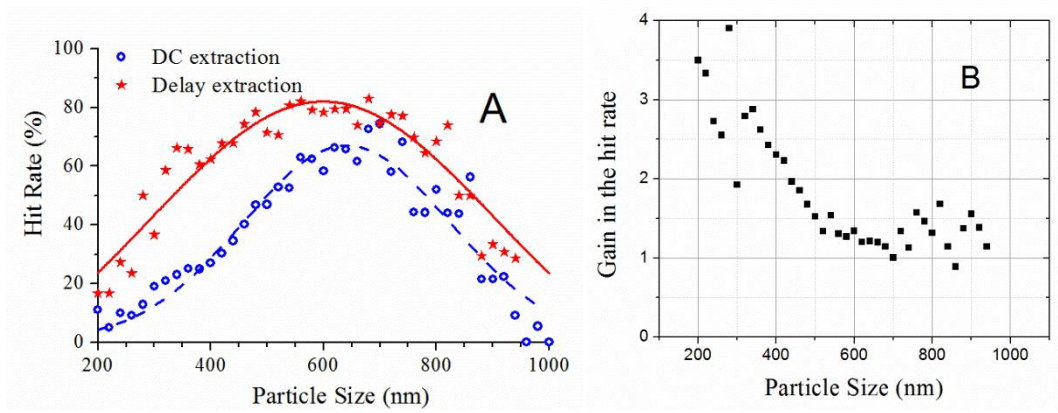 100
80
60
40
20
0
Hit Rate (%)
DC extraction
Delay extraction
A
200 400 600 800 1000
Particle Size (nm)
4
3
2
1
0
Gain in the hit rate
B
200 400 600 800 1000
Particle Size (nm)